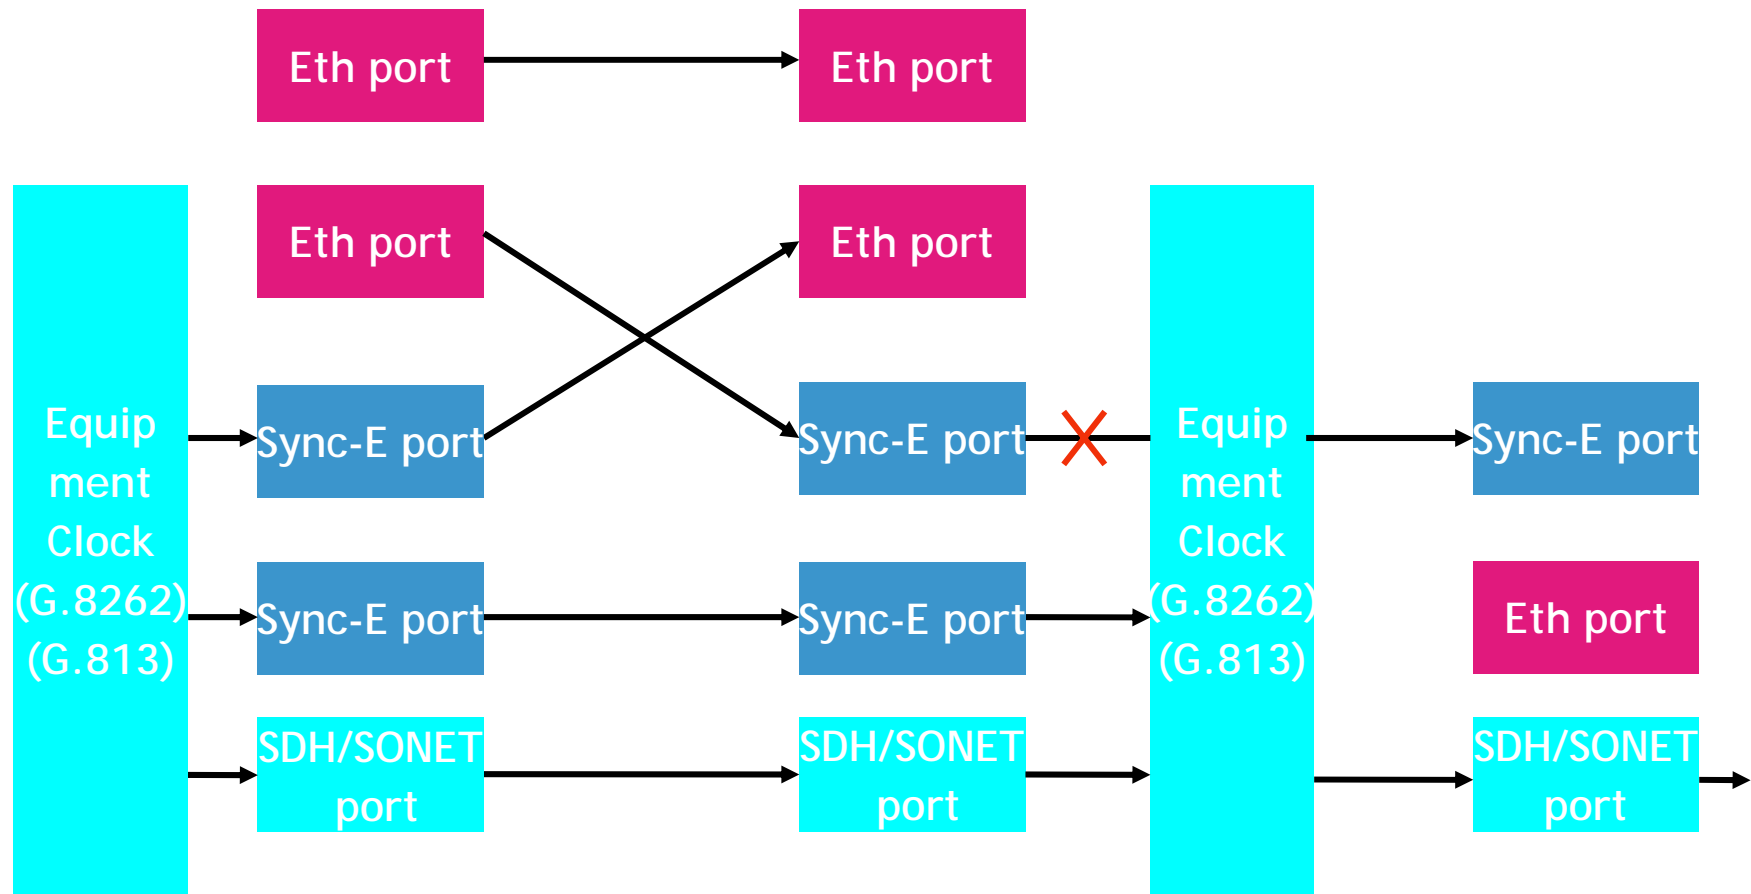 Eth port
Eth port
Eth port
Eth port
Equip
ment
Clock
(G.8262)
(G.813)
Sync-E port
Sync-E port
Equip
ment
Clock
(G.8262)
(G.813)
Sync-E port
Sync-E port
Sync-E port
Eth port
SDH/SONET
port
SDH/SONET
port
SDH/SONET
port